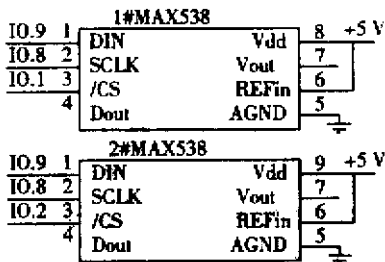 1#MAX538
IO.9 1 DIN Vdd 8 +5 V
IO.8 2 SCLK Vout 7
IO.1 3 /CS REFin 6
4 Dout AGND 5
2#MAX538
IO.9 1 DIN Vdd 9 +5 V
IO.8 2 SCLK Vout 7
IO.2 3 /CS REFin 6
4 Dout AGND 5